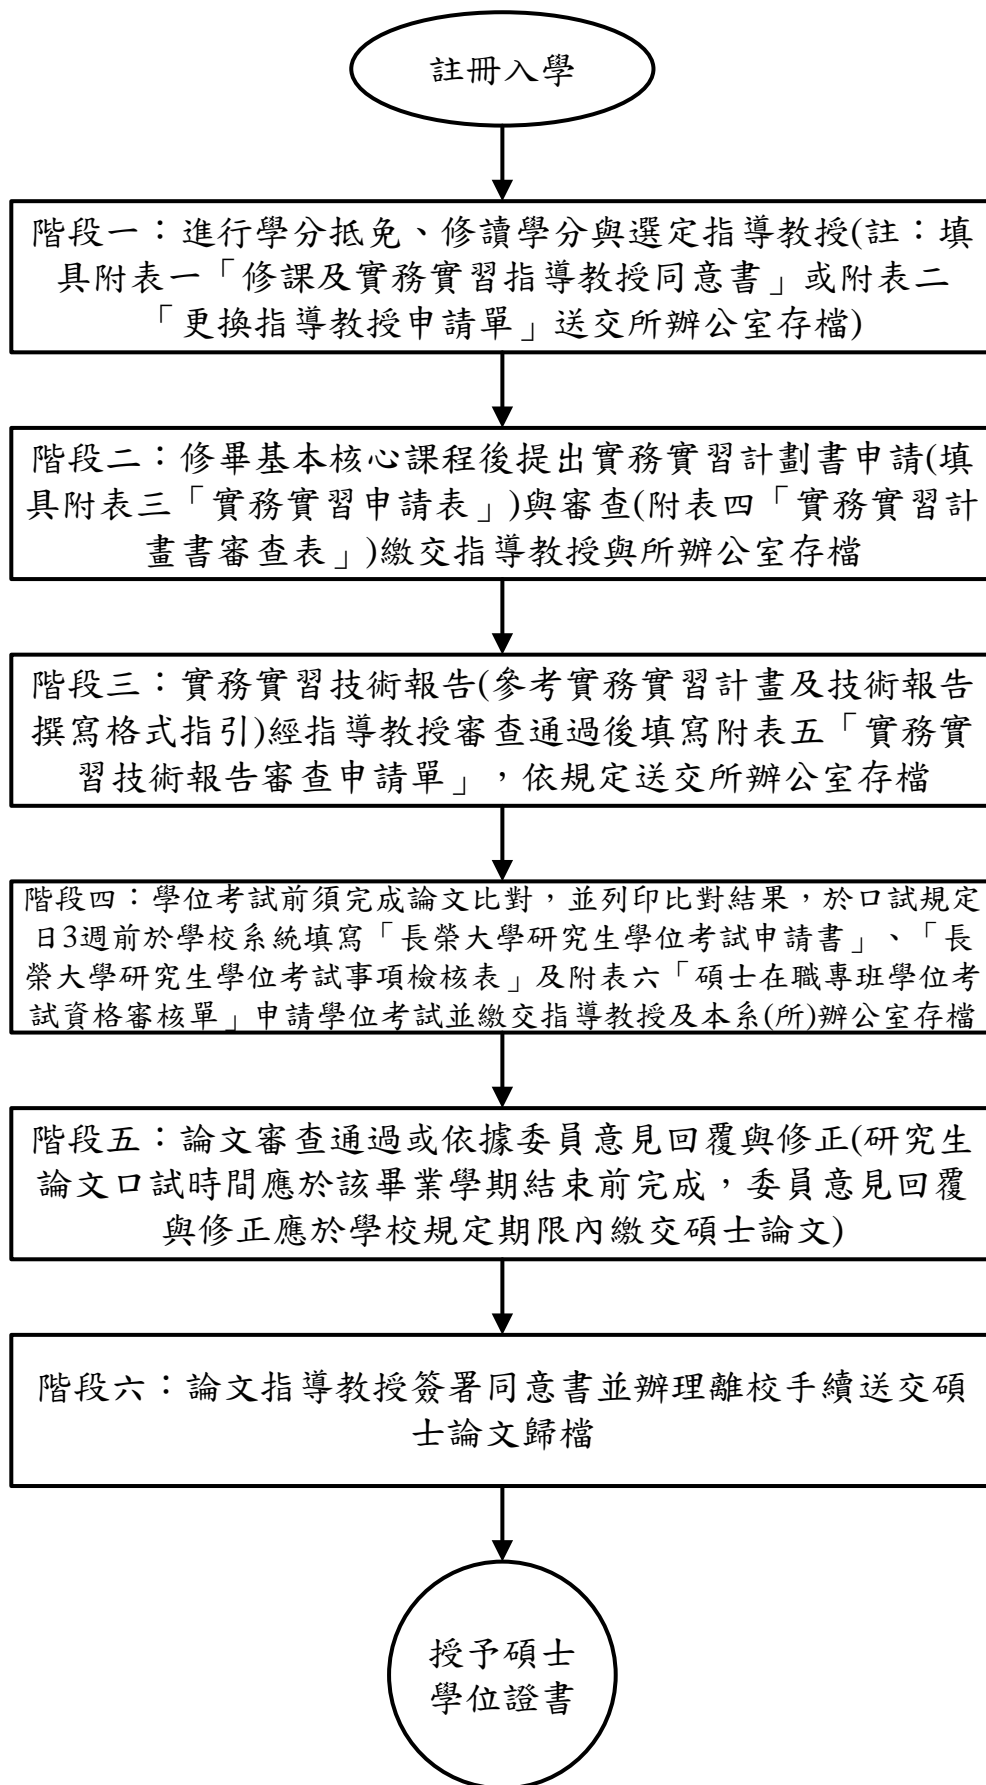 註冊入學
階段一：進行學分抵免、修讀學分與選定指導教授(註：填
具附表一「修課及實務實習指導教授同意書」或附表二
「更換指導教授申請單」送交所辦公室存檔)
階段二：修畢基本核心課程後提出實務實習計劃書申請(填
具附表三「實務實習申請表」)與審查(附表四「實務實習計
畫書審查表」)繳交指導教授與所辦公室存檔
階段三：實務實習技術報告(參考實務實習計畫及技術報告
撰寫格式指引)經指導教授審查通過後填寫附表五「實務實
習技術報告審查申請單」，依規定送交所辦公室存檔
階段四：學位考試前須完成論文比對，並列印比對結果，於口試規定
日3週前於學校系統填寫「長榮大學研究生學位考試申請書」、「長
榮大學研究生學位考試事項檢核表」及附表六「碩士在職專班學位考
試資格審核單」申請學位考試並繳交指導教授及本系(所)辦公室存檔
階段五：論文審查通過或依據委員意見回覆與修正(研究生
論文口試時間應於該畢業學期結束前完成，委員意見回覆
與修正應於學校規定期限內繳交碩士論文)
階段六：論文指導教授簽署同意書並辦理離校手續送交碩
士論文歸檔
授予碩士
學位證書